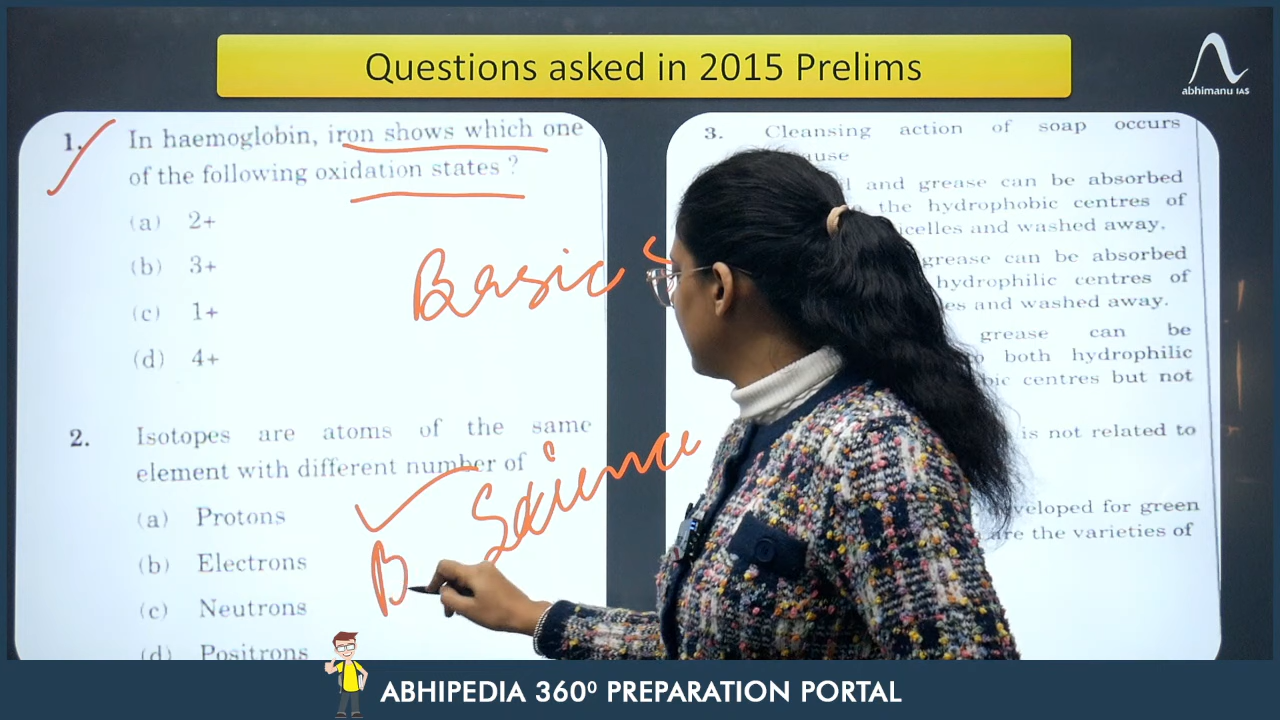 Questions asked in 2015 Prelims
abhimanu IAS
1. In haemoglobin, iron shows which one
of the following oxidation states ?
(a) 2+
(b) 3+
(c) 1+
(d) 4+
Basic
2. Isotopes are atoms of the same
element with different number of
(a) Protons
(b) Electrons
(c) Neutrons
(d) Positrons
Science
B
3. Cleansing action of soap occurs
and grease can be absorbed
the hydrophobic centres of
and washed away.
grease can be absorbed
hydrophilic centres of
and washed away.
grease can be
both hydrophilic
centres but not
is not related to
for green
are the varieties of
ABHIPEDIA 360⁰ PREPARATION PORTAL